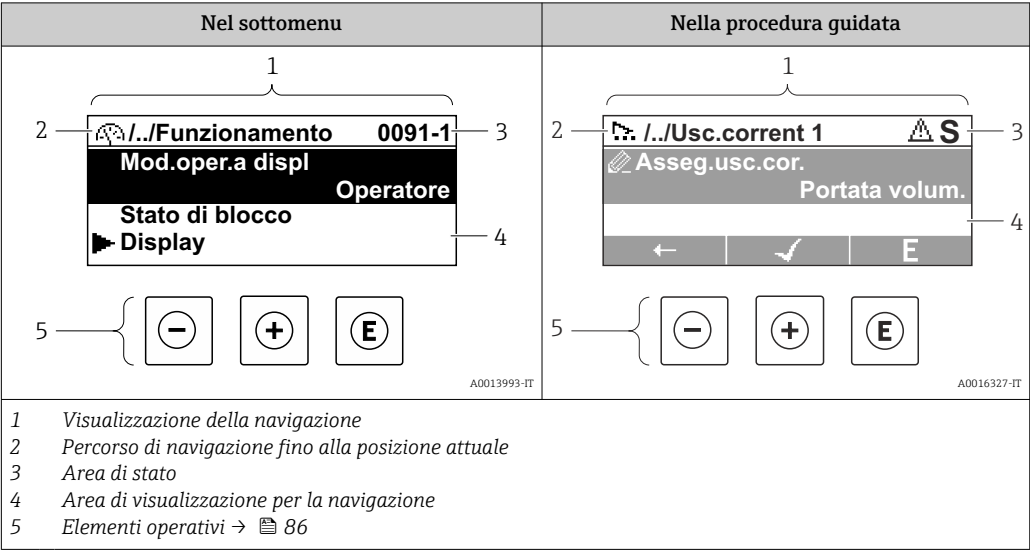 Nel sottomenu
1
2
/../Funzionamento 0091-1
3
Mod.oper.a displ
Operatore
Stato di blocco
Display
4
5
E
A0013993-IT
Nella procedura guidata
1
2
/../Usc.corrent 1 S
3
Asseg.usc.cor.
Portata volum.
4
E
5
E
A0016327-IT
1 Visualizzazione della navigazione
2 Percorso di navigazione fino alla posizione attuale
3 Area di stato
4 Area di visualizzazione per la navigazione
5 Elementi operativi → 86